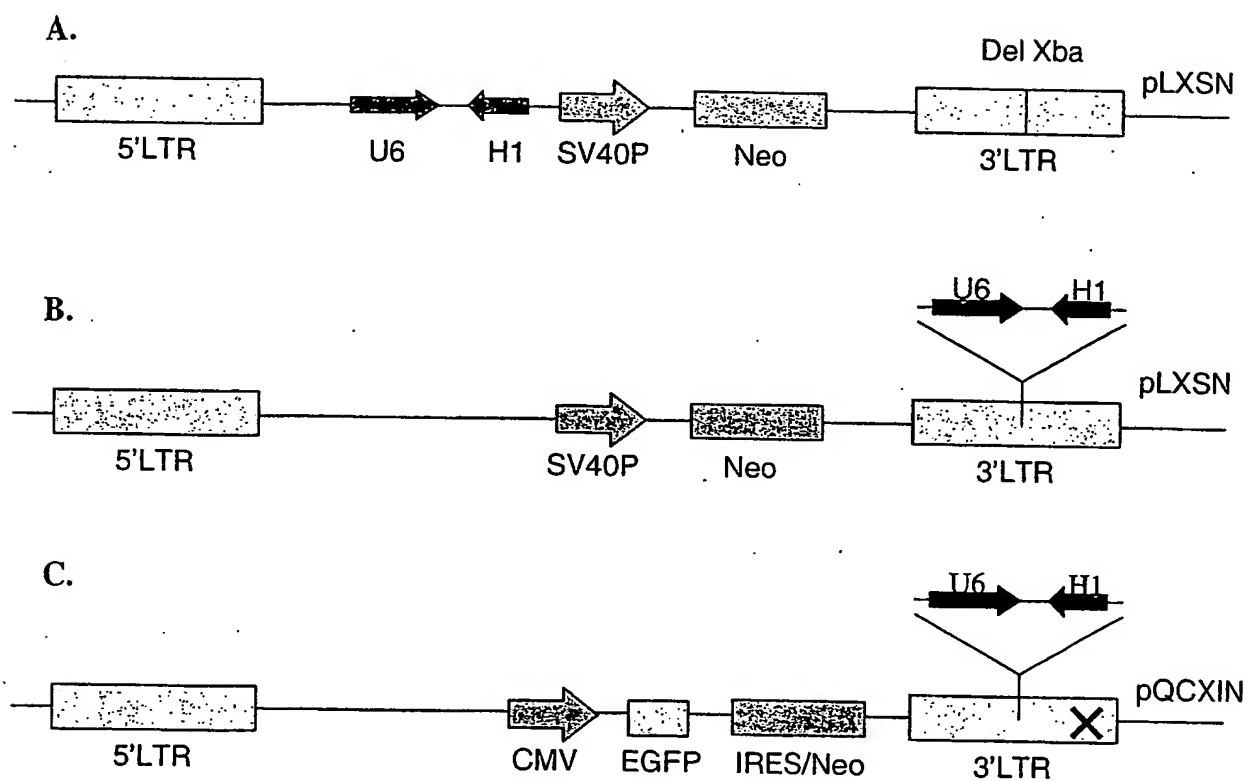 A.
Del Xba
pLXSN
5'LTR
U6
H1
SV40P
Neo
3'LTR
B.
U6
H1
pLXSN
5'LTR
SV40P
Neo
3'LTR
C.
U6
H1
pQCXIN
5'LTR
CMV
EGFP
IRES/Neo
3'LTR